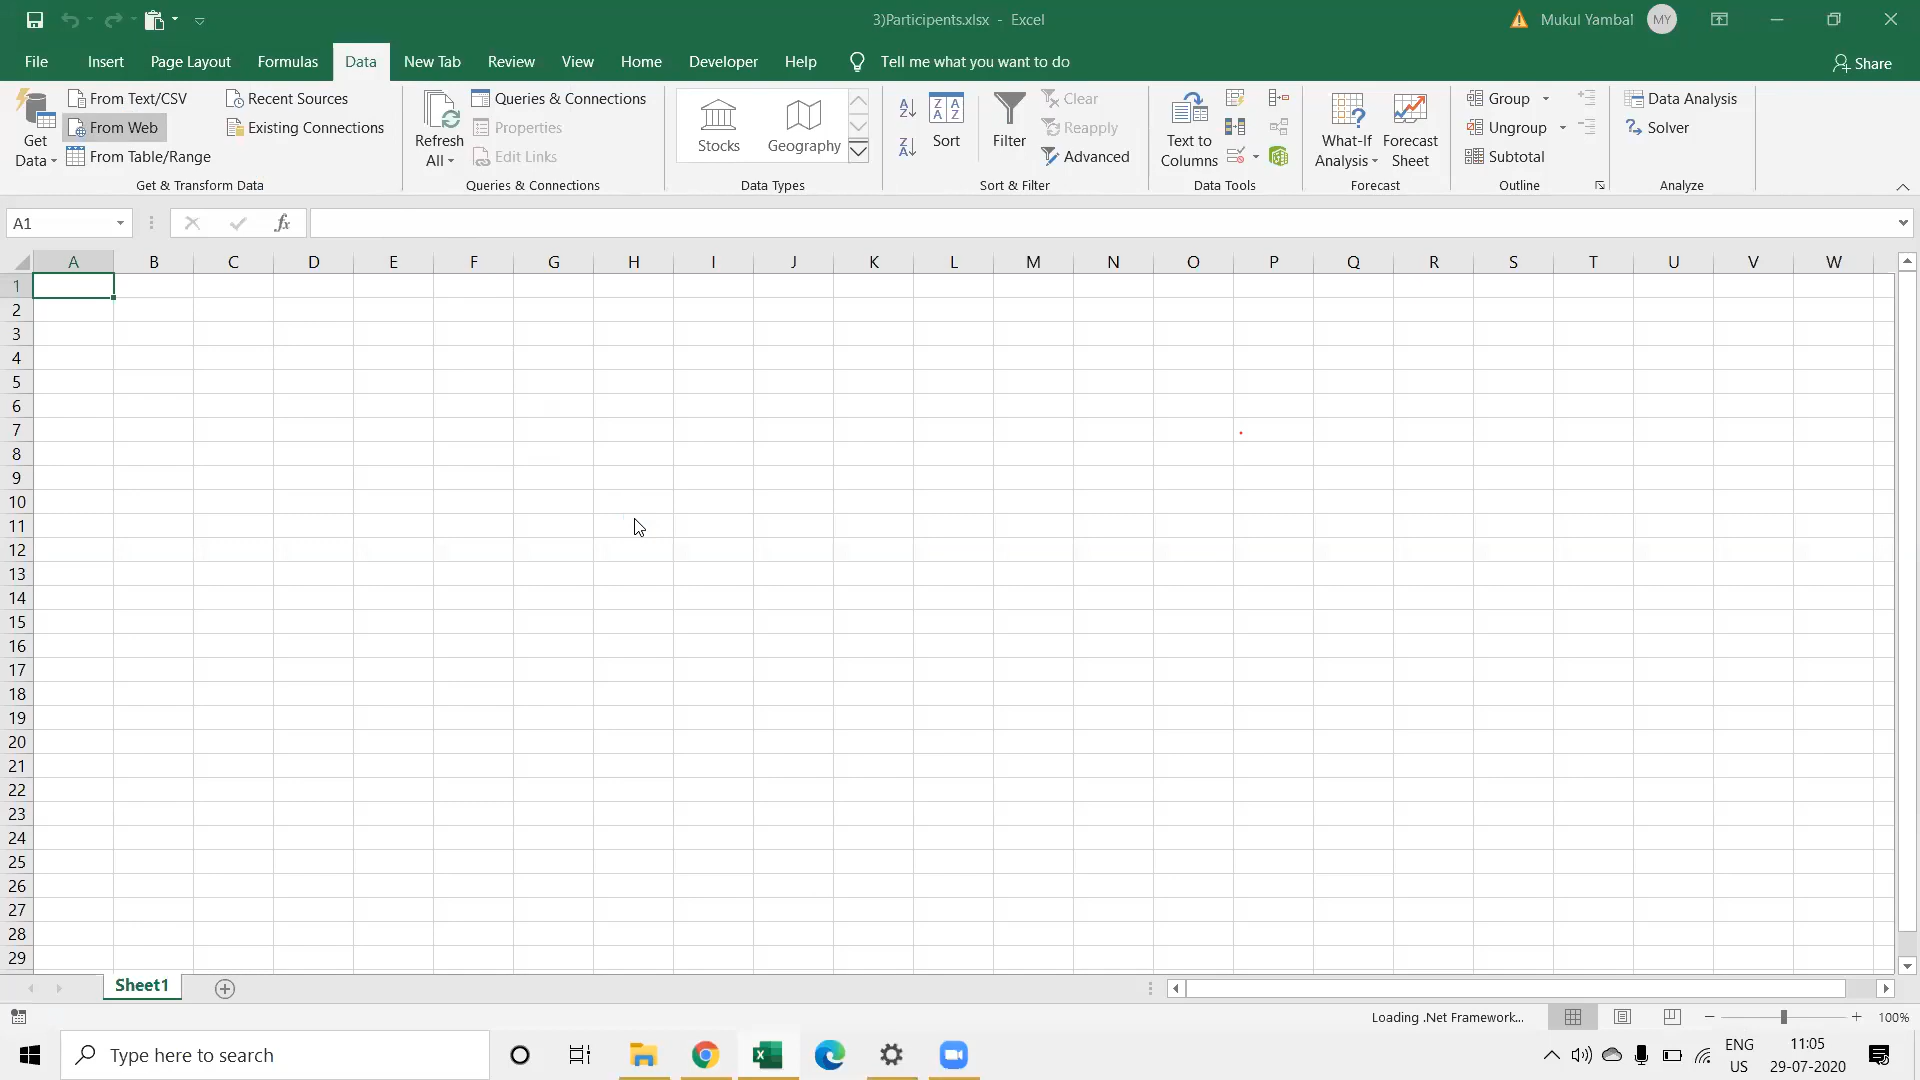 3)Participents.xlsx - Excel
Mukul Yambal
MY
File
Insert
Page Layout
Formulas
Data
New Tab
Review
View
Home
Developer
Help
Tell me what you want to do
Share
Get Data
From Text/CSV
From Web
From Table/Range
Recent Sources
Existing Connections
Get & Transform Data
Refresh All
Queries & Connections
Properties
Edit Links
Queries & Connections
Stocks
Geography
Data Types
Sort
Filter
Clear
Reapply
Advanced
Sort & Filter
Text to Columns
Data Tools
What-If Analysis
Forecast Sheet
Forecast
Group
Ungroup
Subtotal
Outline
Data Analysis
Solver
Analyze
A1
fx
A B C D E F G H I J K L M N O P Q R S T U V W
1
2
3
4
5
6
7
8
9
10
11
12
13
14
15
16
17
18
19
20
21
22
23
24
25
26
27
28
29
Sheet1
Loading .Net Framework...
100%
Type here to search
ENG
US
11:05
29-07-2020